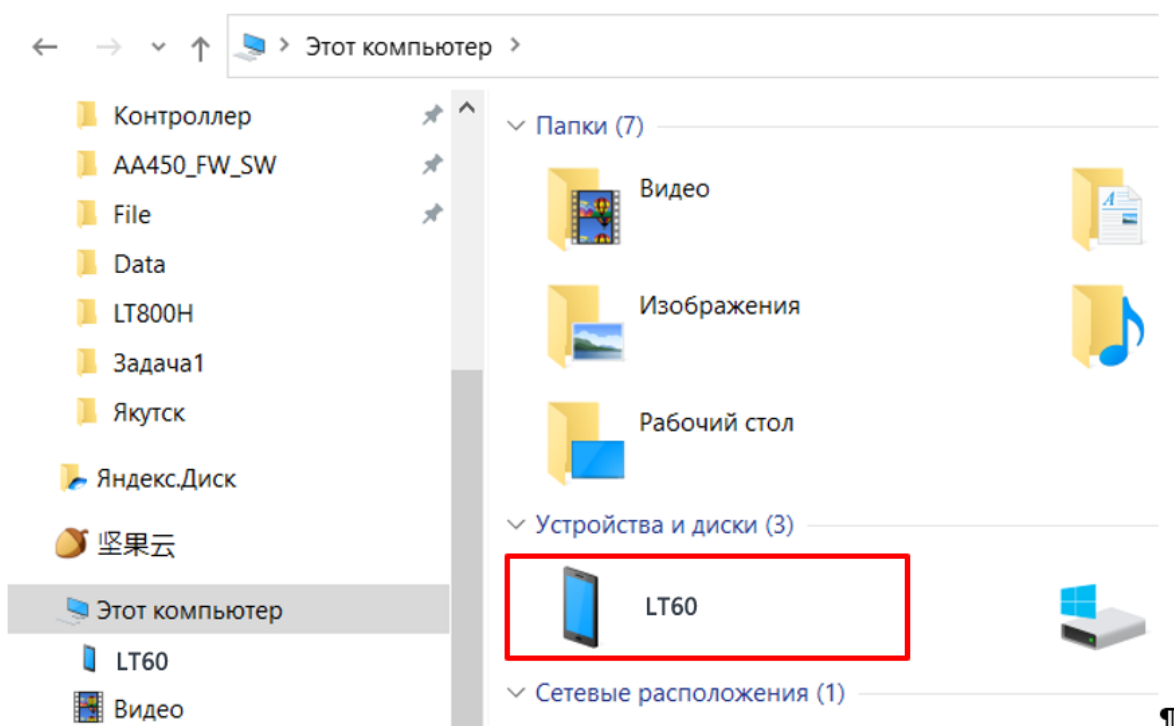 Этот компьютер
Контроллер
AA450_FW_SW
File
Data
LT800H
Задача1
Якутск
Яндекс.Диск
坚果云
Этот компьютер
LT60
Видео
Папки (7)
Видео
Изображения
Рабочий стол
Устройства и диски (3)
LT60
Сетевые расположения (1)
¶